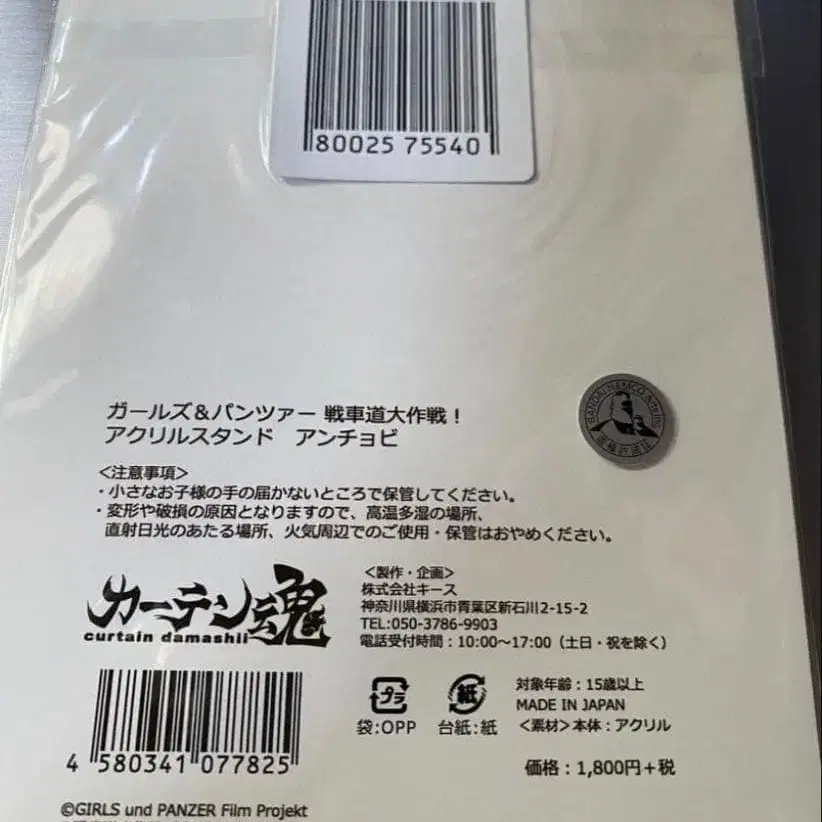 80025 75540
ガールズ＆パンツァー 戦車道大作戦！
アクリルスタンド　アンチョビ
BANDAI NAMCO Arts Inc.
＜注意事項＞
・小さなお子様の手の届かないところで保管してください。
・変形や破損の原因となりますので、高温多湿の場所、
直射日光のあたる場所、火気周辺でのご使用・保管はおやめください。
カーテン魂
curtain damashii
＜製作・企画＞
株式会社キース
神奈川県横浜市青葉区新石川2-15-2
TEL:050-3786-9903
電話受付時間：10:00～17:00（土日・祝を除く）
4 580341 077825
プラ
袋:OPP
紙
台紙:紙
対象年齢：15歳以上
MADE IN JAPAN
＜素材＞本体：アクリル
価格：1,800円＋税
©GIRLS und PANZER Film Projekt